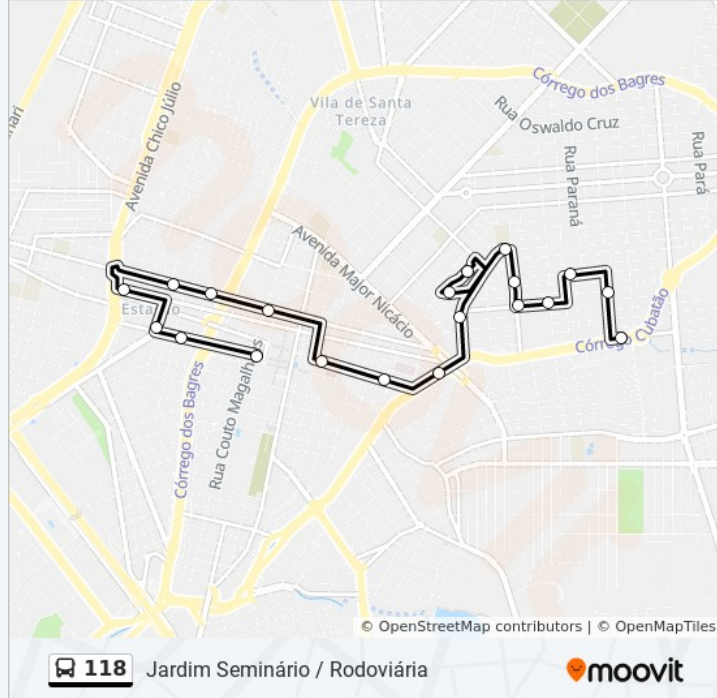 Córrego dos Bagres
Vila de Santa
Tereza
Rua Oswaldo Cruz
Avenida Chico Júlio
Rua Paraná
Rua Pará
Avenida Major Nicácio
Córrego Cubatão
Córrego dos Bagres
Rua Couto Magalhães
© OpenStreetMap contributors | © OpenMapTiles
118 Jardim Seminário / Rodoviária
moovit